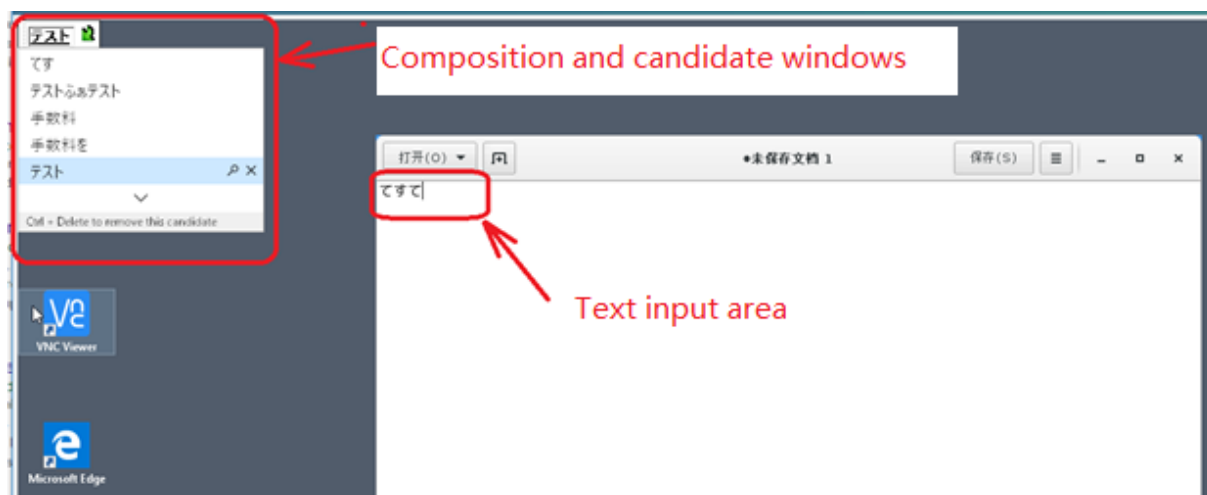 テスト
てす
テストふぁテスト
手数科
手数科を
テスト
Ctrl + Delete to remove this candidate
Composition and candidate windows
打开(O)
•未保存文档 1
保存(S)
てすて
Text input area
VNC Viewer
Microsoft Edge